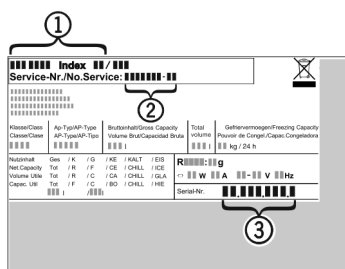 1
Index /
Service-Nr./No.Service: -
2
Klasse/Class Ap-Typ/AP-Type Bruttoinhalt/Gross Capacity Total Gefriervermoegen/Freezing Capacity
Classe/Clase AP-Type/AP-Tipo Volume Brut/Capacidad Bruta volume Pouvoir de Congel./Capac.Congeladora
l l kg / 24 h
Nutzinhalt Ges / K / G / KE / KALT / EIS
Net.Capacity Tot / R / F / CE / CHILL / ICE
Volume Utile Tot / R / C / CA / CHILL / GLA
Capac. Util Tot / F / C / BO / CHILL / HIE
l / l
R : g
W A - V Hz
Serial-Nr. . . .
3